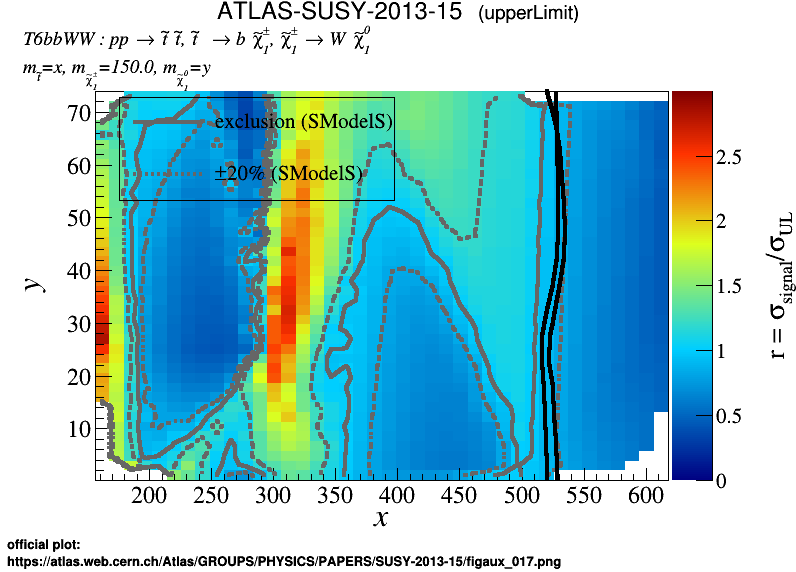 ATLAS-SUSY-2013-15 (upperLimit)
T6bbWW : pp → t̃ t̃, t̃ → b χ̃₁±, χ̃₁± → W χ̃₁⁰
m_t̃=x, m_χ̃₁±=150.0, m_χ̃₁⁰=y
exclusion (SModelS)
±20% (SModelS)
70
60
50
40
30
20
10
y
200 250 300 350 400 450 500 550 600
x
2.5
2
1.5
1
0.5
0
r = σ_signal/σ_UL
official plot:
https://atlas.web.cern.ch/Atlas/GROUPS/PHYSICS/PAPERS/SUSY-2013-15/figaux_017.png